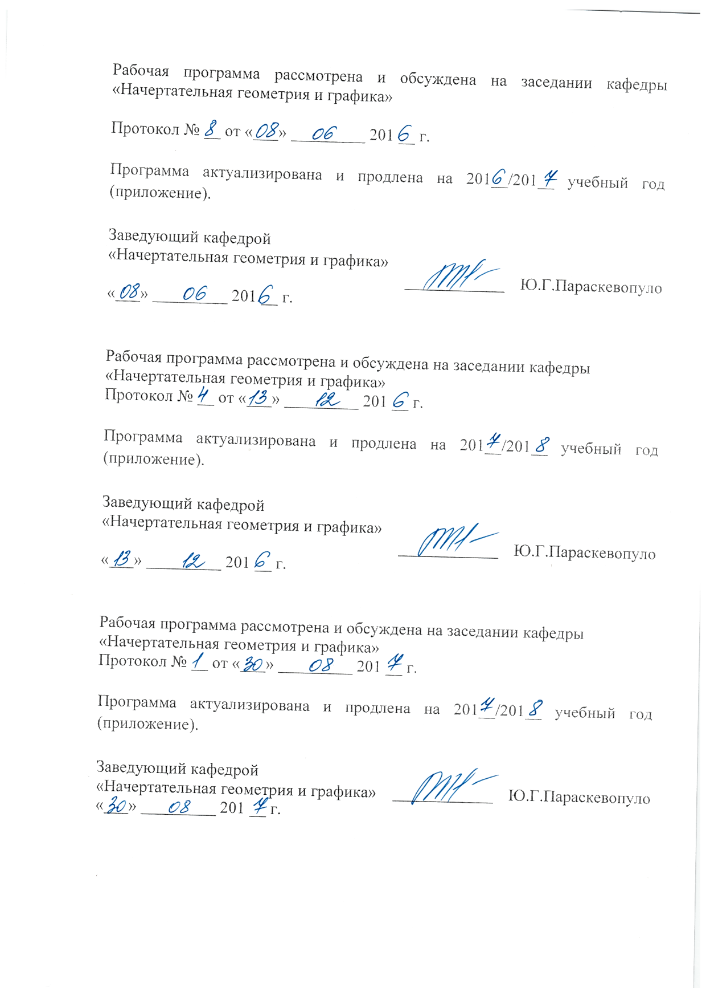 Рабочая программа рассмотрена и обсуждена на заседании кафедры
«Начертательная геометрия и графика»
Протокол № 8 от «08» 06 2016 г.
Программа актуализирована и продлена на 2016/2017 учебный год
(приложение).
Заведующий кафедрой
«Начертательная геометрия и графика»
Ю.Г.Параскевопуло
«08» 06 2016 г.
Рабочая программа рассмотрена и обсуждена на заседании кафедры
«Начертательная геометрия и графика»
Протокол № 4 от «13» 12 2016 г.
Программа актуализирована и продлена на 2017/2018 учебный год
(приложение).
Заведующий кафедрой
«Начертательная геометрия и графика»
Ю.Г.Параскевопуло
«13» 12 2016 г.
Рабочая программа рассмотрена и обсуждена на заседании кафедры
«Начертательная геометрия и графика»
Протокол № 1 от «30» 08 2017 г.
Программа актуализирована и продлена на 2017/2018 учебный год
(приложение).
Заведующий кафедрой
«Начертательная геометрия и графика» Ю.Г.Параскевопуло
«30» 08 2017 г.